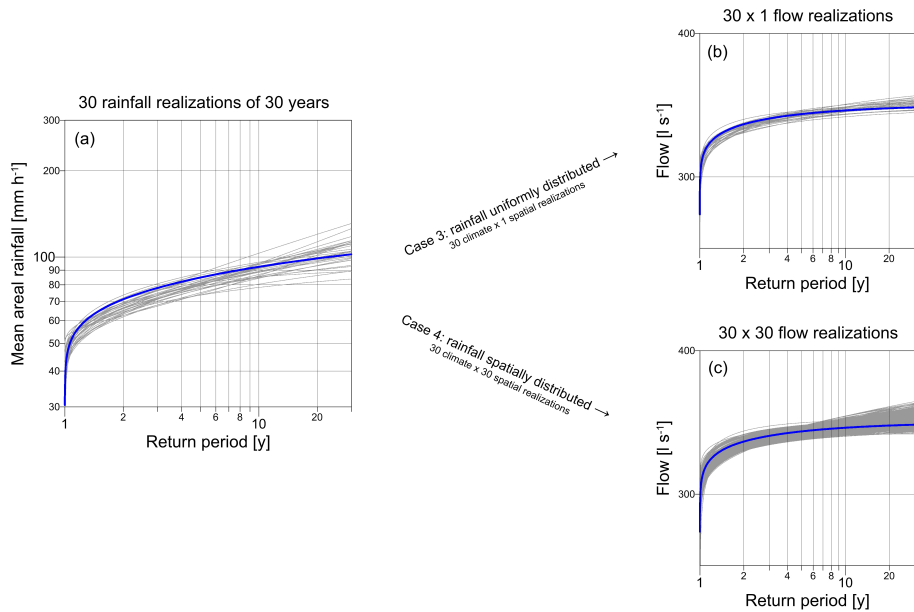 30 rainfall realizations of 30 years
(a)
Mean areal rainfall [mm h⁻¹]
300
200
100
90
80
70
60
50
40
30
1 2 4 6 8 10 20
Return period [y]
Case 3: rainfall uniformly distributed →
30 climate x 1 spatial realizations
Case 4: rainfall spatially distributed →
30 climate x 30 spatial realizations
30 x 1 flow realizations
(b)
Flow [l s⁻¹]
400
300
1 2 4 6 8 10 20
Return period [y]
30 x 30 flow realizations
(c)
Flow [l s⁻¹]
400
300
1 2 4 6 8 10 20
Return period [y]